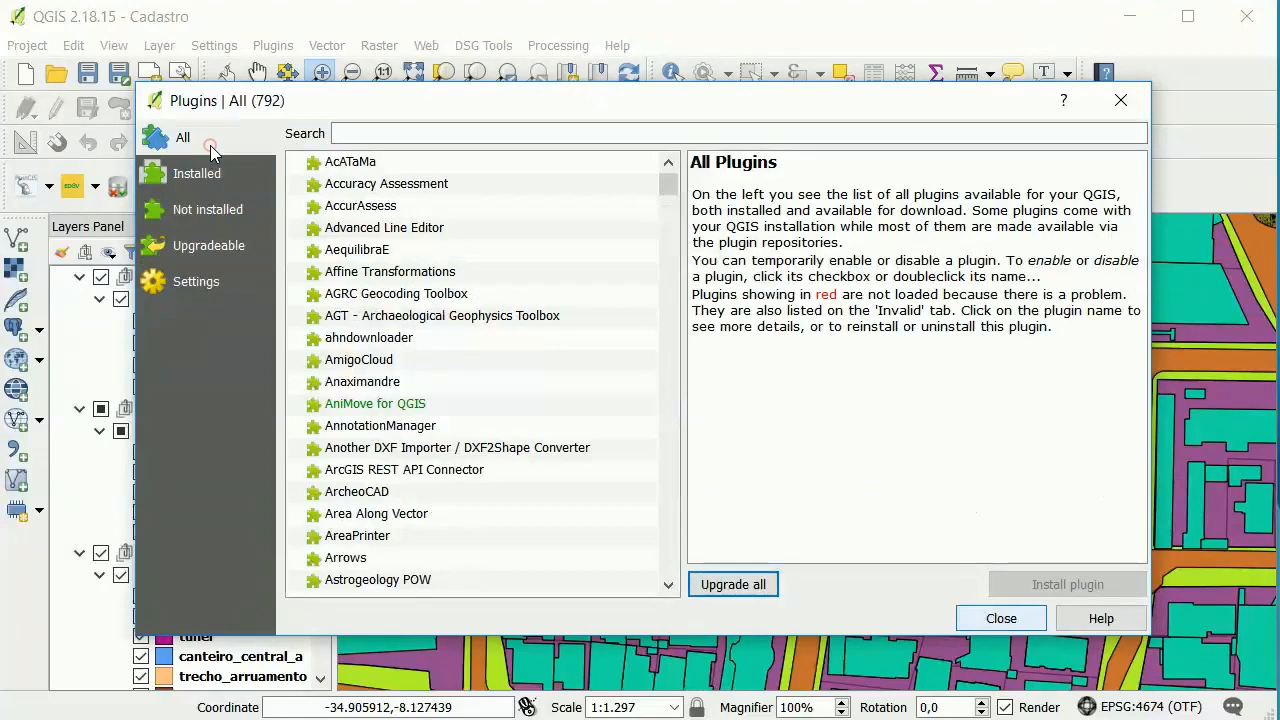 QGIS 2.18.15 - Cadastro
Project Edit View Layer Settings Plugins Vector Raster Web DSG Tools Processing Help
Plugins | All (792)
?
All
Installed
Not installed
Upgradeable
Settings
Search
AcATaMa
Accuracy Assessment
AccurAssess
Advanced Line Editor
AequilibraE
Affine Transformations
AGRC Geocoding Toolbox
AGT - Archaeological Geophysics Toolbox
ahndownloader
AmigoCloud
Anaximandre
AniMove for QGIS
AnnotationManager
Another DXF Importer / DXF2Shape Converter
ArcGIS REST API Connector
ArcheoCAD
Area Along Vector
AreaPrinter
Arrows
Astrogeology POW
All Plugins
On the left you see the list of all plugins available for your QGIS,
both installed and available for download. Some plugins come with
your QGIS installation while most of them are made available via
the plugin repositories.
You can temporarily enable or disable a plugin. To enable or disable
a plugin, click its checkbox or doubleclick its name...
Plugins showing in red are not loaded because there is a problem.
They are also listed on the 'Invalid' tab. Click on the plugin name to
see more details, or to reinstall or uninstall this plugin.
Upgrade all
Install plugin
Close
Help
Layers Panel
canteiro_central_a
trecho_arruamento
Coordinate -34.905912,-8.127439 Scale 1:1.297 Magnifier 100% Rotation 0,0 Render EPSG:4674 (OTF)